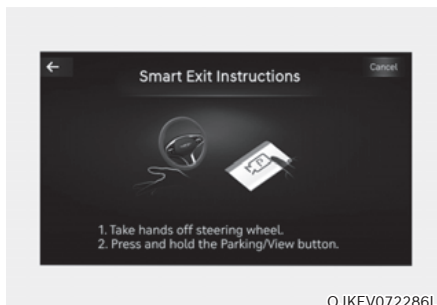 Smart Exit Instructions
Cancel
1. Take hands off steering wheel.
2. Press and hold the Parking/View button.
OJKEV072286L